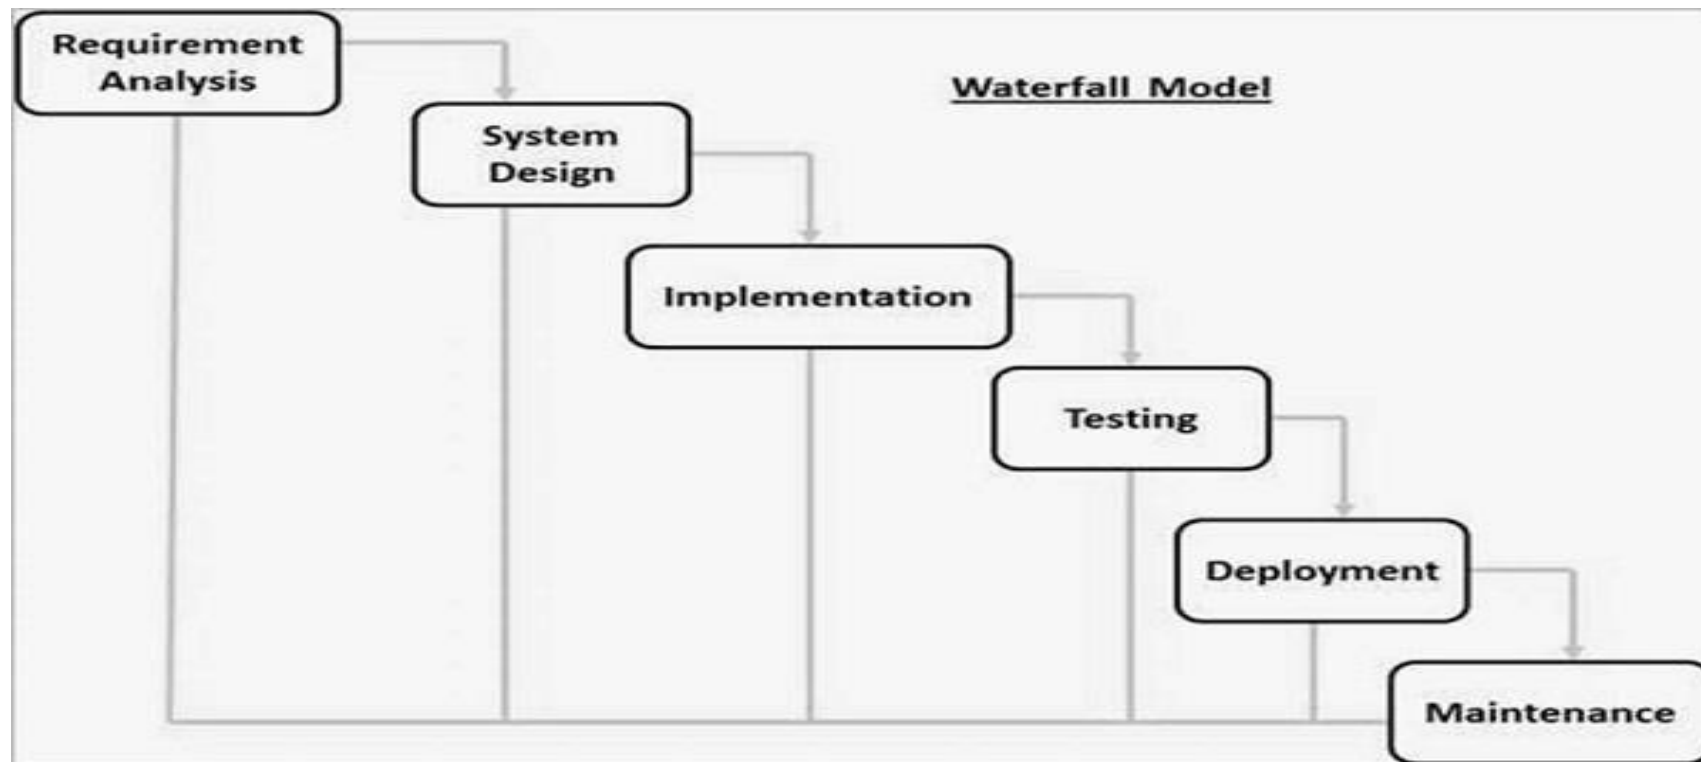 Requirement
Analysis
Waterfall Model
System
Design
Implementation
Testing
Deployment
Maintenance